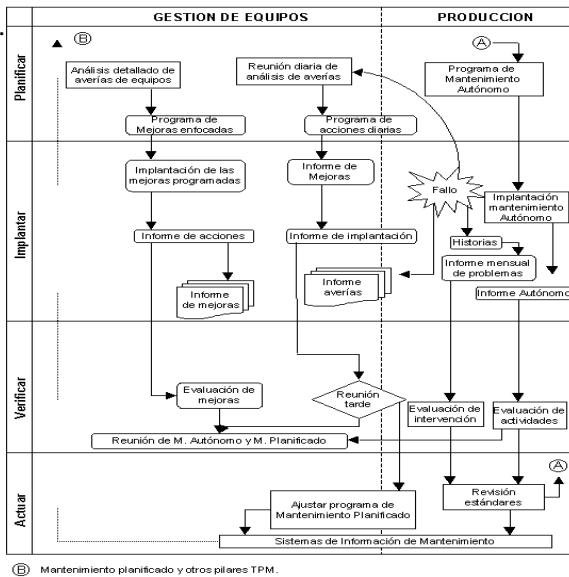 GESTION DE EQUIPOS
PRODUCCION
Planificar
B
A
Análisis detallado de
averías de equipos
Reunión diaria de
análisis de averías
Programa de
Mantenimiento
Autónomo
Programa de
Mejoras enfocadas
Programa de
acciones diarias
Implantar
Implantación de las
mejoras programadas
Informe de
Mejoras
Fallo
Implantación
mantenimiento
Autónomo
Informe de acciones
Informe de implantación
Historias
Informe mensual
de problemas
Informe
de mejoras
Informe
averías
Informe Autónomo
Verificar
Evaluación de
mejoras
Reunión
tarde
Evaluación de
intervención
Evaluación de
actividades
Reunión de M. Autónomo y M. Planificado
Actuar
A
Ajustar programa de
Mantenimiento Planificado
Revisión
estándares
Sistemas de Información de Mantenimiento
B Mantenimiento planificado y otros pilares TPM.